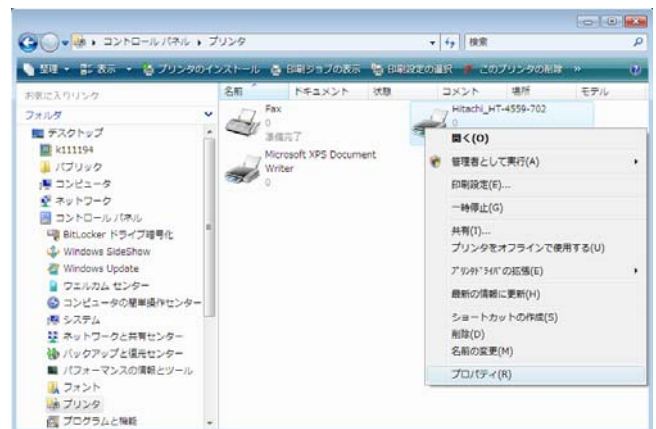 コントロール パネル ▸ プリンタ
検索
整理 表示 プリンタのインストール 印刷ジョブの表示 印刷設定の選択 このプリンタの削除 »
お気に入りリンク
フォルダ
デスクトップ
k111194
パブリック
コンピュータ
ネットワーク
コントロール パネル
BitLocker ドライブ暗号化
Windows SideShow
Windows Update
ウェルカム センター
コンピュータの簡単操作センター
システム
ネットワークと共有センター
バックアップと復元センター
パフォーマンスの情報とツール
フォント
プリンタ
プログラムと機能
名前 ドキュメント 状態 コメント 場所 モデル
Fax
0
準備完了
Microsoft XPS Document
Writer
0
Hitachi_HT-4559-702
0
開く(O)
管理者として実行(A)
印刷設定(E)...
一時停止(G)
共有(I)...
プリンタをオフラインで使用する(U)
プリンタドライバの拡張(E)
最新の情報に更新(H)
ショートカットの作成(S)
削除(D)
名前の変更(M)
プロパティ(R)